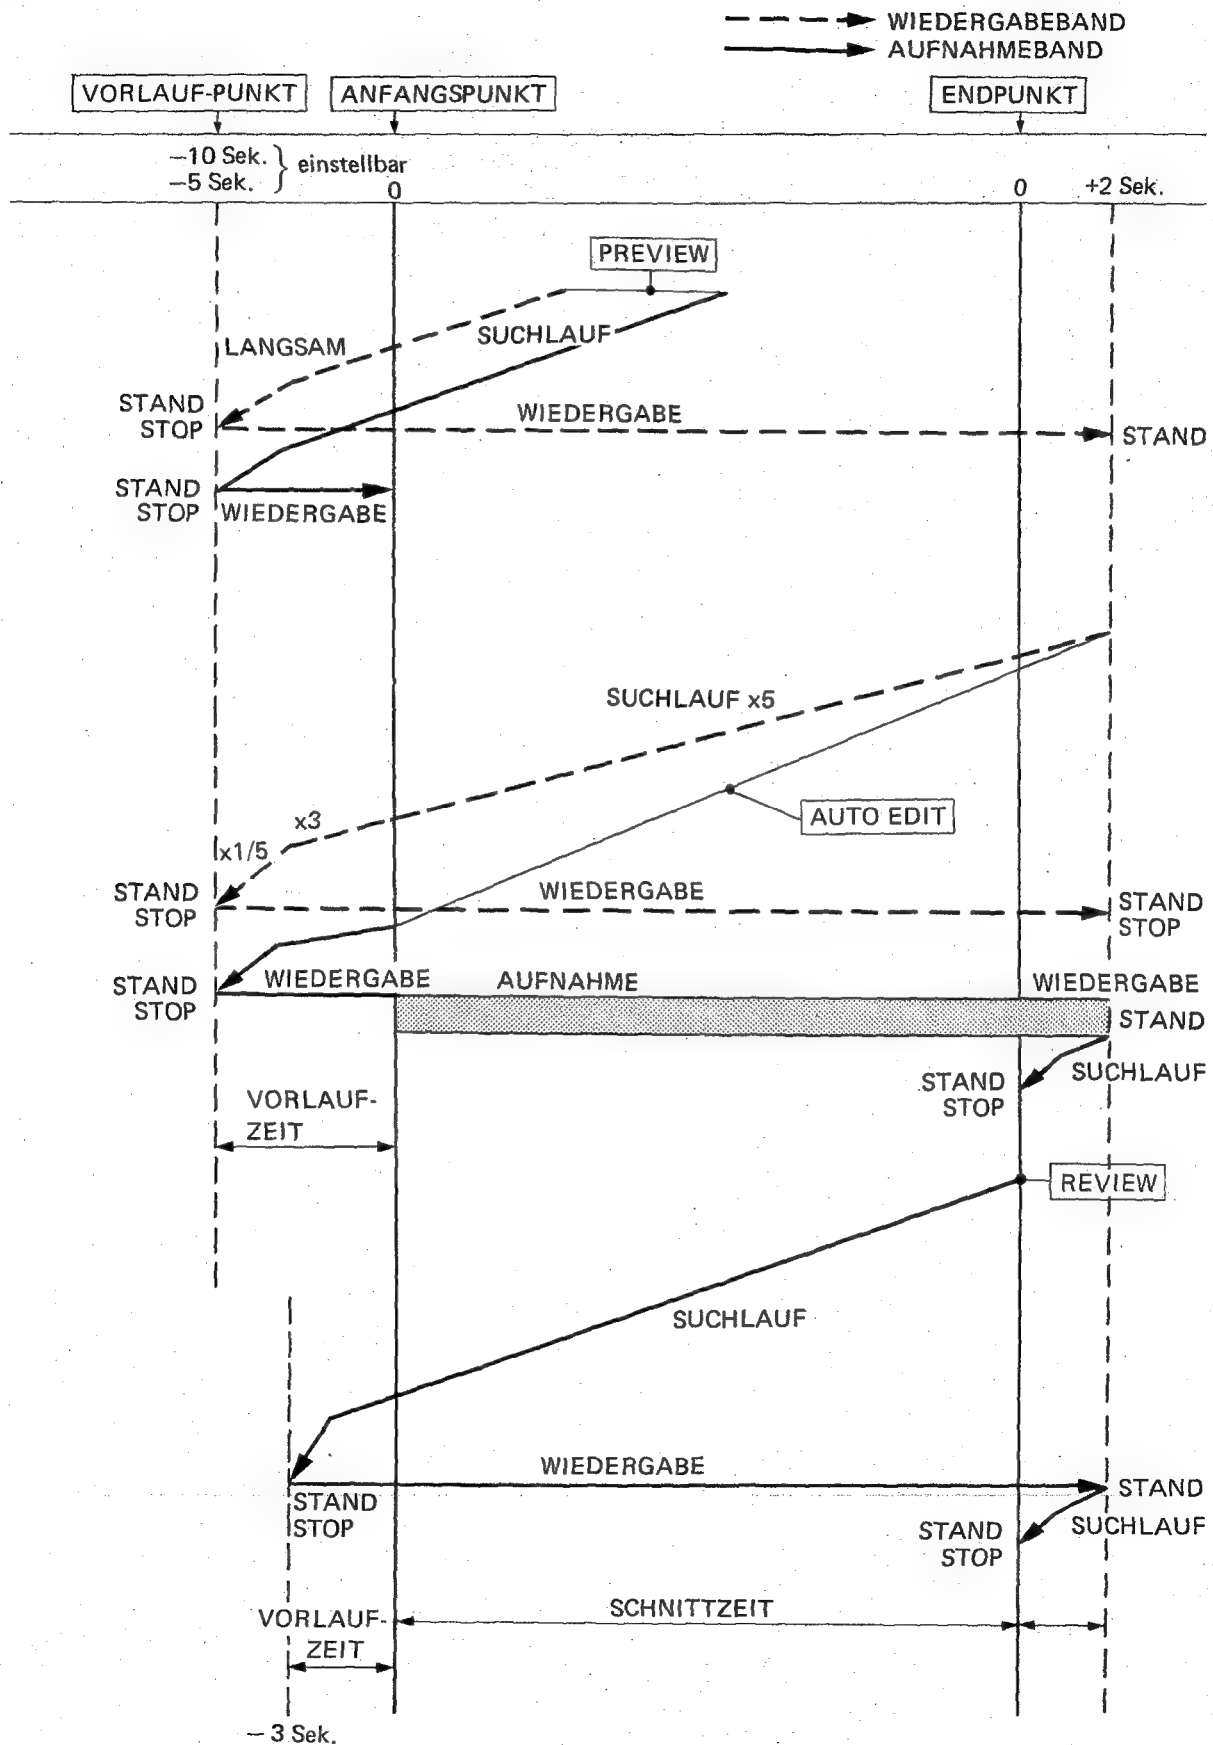 WIEDERGABEBAND
AUFNAHMEBAND
VORLAUF-PUNKT
ANFANGSPUNKT
ENDPUNKT
−10 Sek.
−5 Sek.
einstellbar
0
0
+2 Sek.
PREVIEW
SUCHLAUF
LANGSAM
STAND
STOP
WIEDERGABE
STAND
STAND
STOP
WIEDERGABE
SUCHLAUF x5
x3
AUTO EDIT
x1/5
STAND
STOP
WIEDERGABE
STAND
STOP
STAND
STOP
WIEDERGABE
AUFNAHME
WIEDERGABE
STAND
SUCHLAUF
STAND
STOP
VORLAUF-
ZEIT
REVIEW
SUCHLAUF
WIEDERGABE
STAND
STAND
STOP
SUCHLAUF
STAND
STOP
SCHNITTZEIT
VORLAUF-
ZEIT
− 3 Sek.